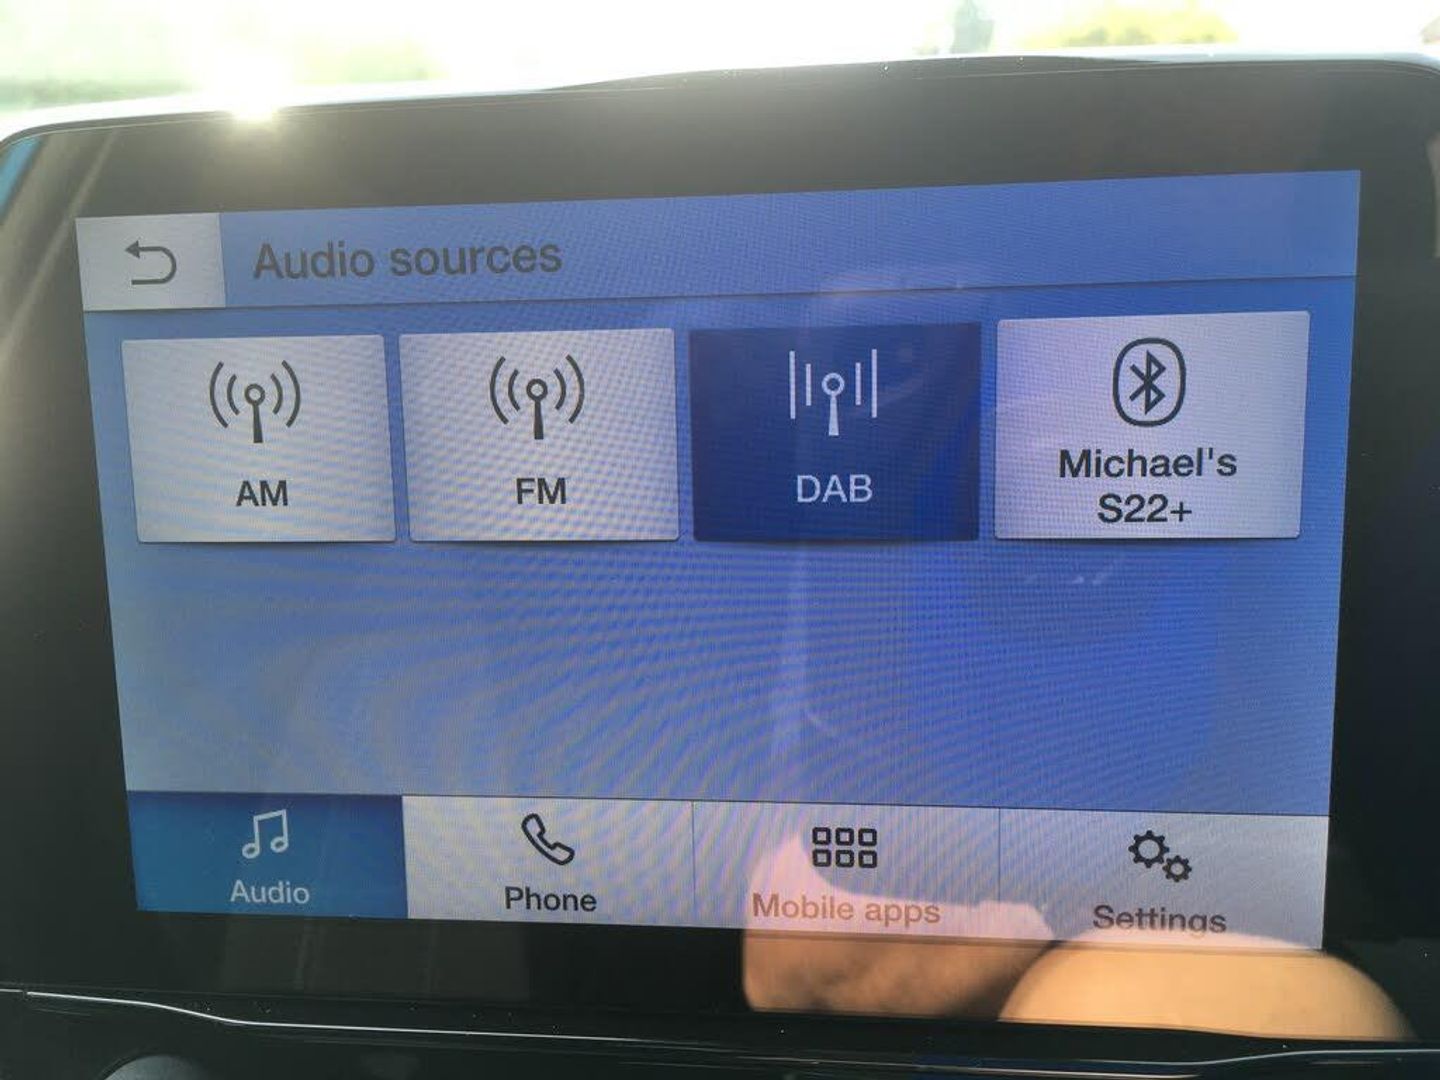 Audio sources
AM
FM
DAB
Michael's
S22+
Audio
Phone
Mobile apps
Settings